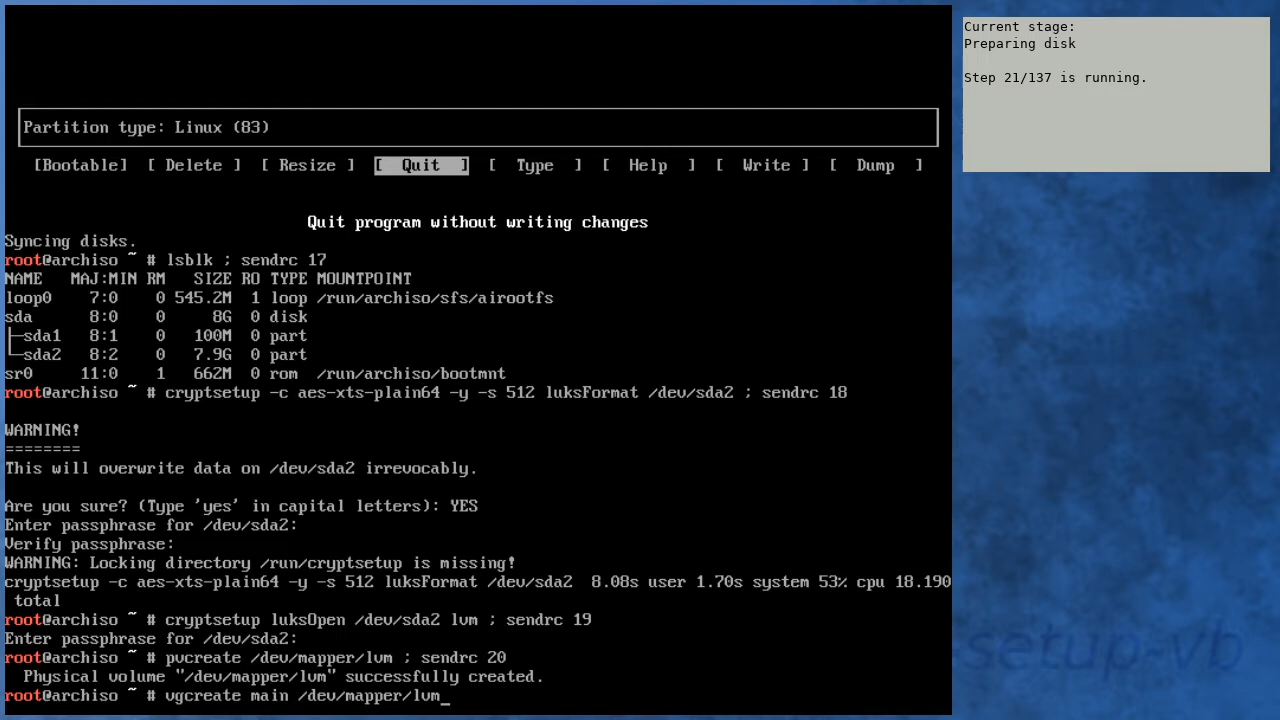 Partition type: Linux (83)
[Bootable] [ Delete ] [ Resize ] [ Quit ] [ Type ] [ Help ] [ Write ] [ Dump ]
Quit program without writing changes
Syncing disks.
root@archiso ~ # lsblk ; sendrc 17
NAME   MAJ:MIN RM   SIZE RO TYPE MOUNTPOINT
loop0    7:0    0 545.2M  1 loop /run/archiso/sfs/airootfs
sda      8:0    0     8G  0 disk
├─sda1   8:1    0   100M  0 part
└─sda2   8:2    0   7.9G  0 part
sr0     11:0    1   662M  0 rom  /run/archiso/bootmnt
root@archiso ~ # cryptsetup -c aes-xts-plain64 -y -s 512 luksFormat /dev/sda2 ; sendrc 18
WARNING!
========
This will overwrite data on /dev/sda2 irrevocably.
Are you sure? (Type 'yes' in capital letters): YES
Enter passphrase for /dev/sda2:
Verify passphrase:
WARNING: Locking directory /run/cryptsetup is missing!
cryptsetup -c aes-xts-plain64 -y -s 512 luksFormat /dev/sda2  8.08s user 1.70s system 53% cpu 18.190
total
root@archiso ~ # cryptsetup luksOpen /dev/sda2 lvm ; sendrc 19
Enter passphrase for /dev/sda2:
root@archiso ~ # pvcreate /dev/mapper/lvm ; sendrc 20
Physical volume "/dev/mapper/lvm" successfully created.
root@archiso ~ # vgcreate main /dev/mapper/lvm_
Current stage:
Preparing disk
Step 21/137 is running.
setup-vb